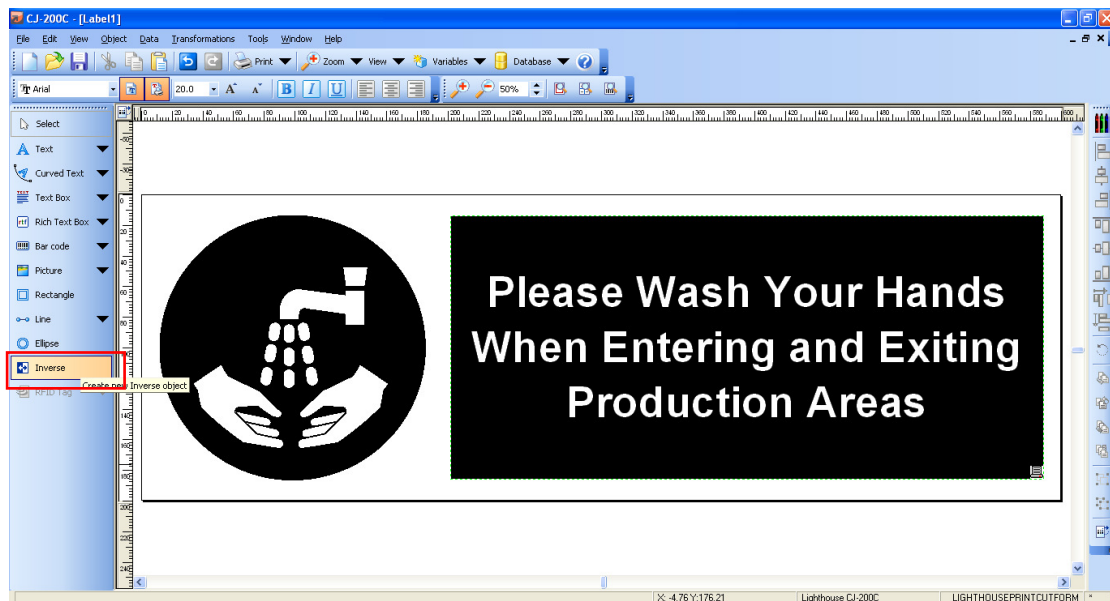 CJ-200C - [Label1]
File Edit View Object Data Transformations Tools Window Help
Print Zoom View Variables Database
Arial 20.0 A A B I U 50%
Select
Text
Curved Text
Text Box
Rich Text Box
Bar code
Picture
Rectangle
Line
Ellipse
Inverse
Create new Inverse object
RFID Tag
Please Wash Your Hands
When Entering and Exiting
Production Areas
X: -4.76 Y:176.21 Lighthouse CJ-200C LIGHTHOUSEPRINTCUTFORM